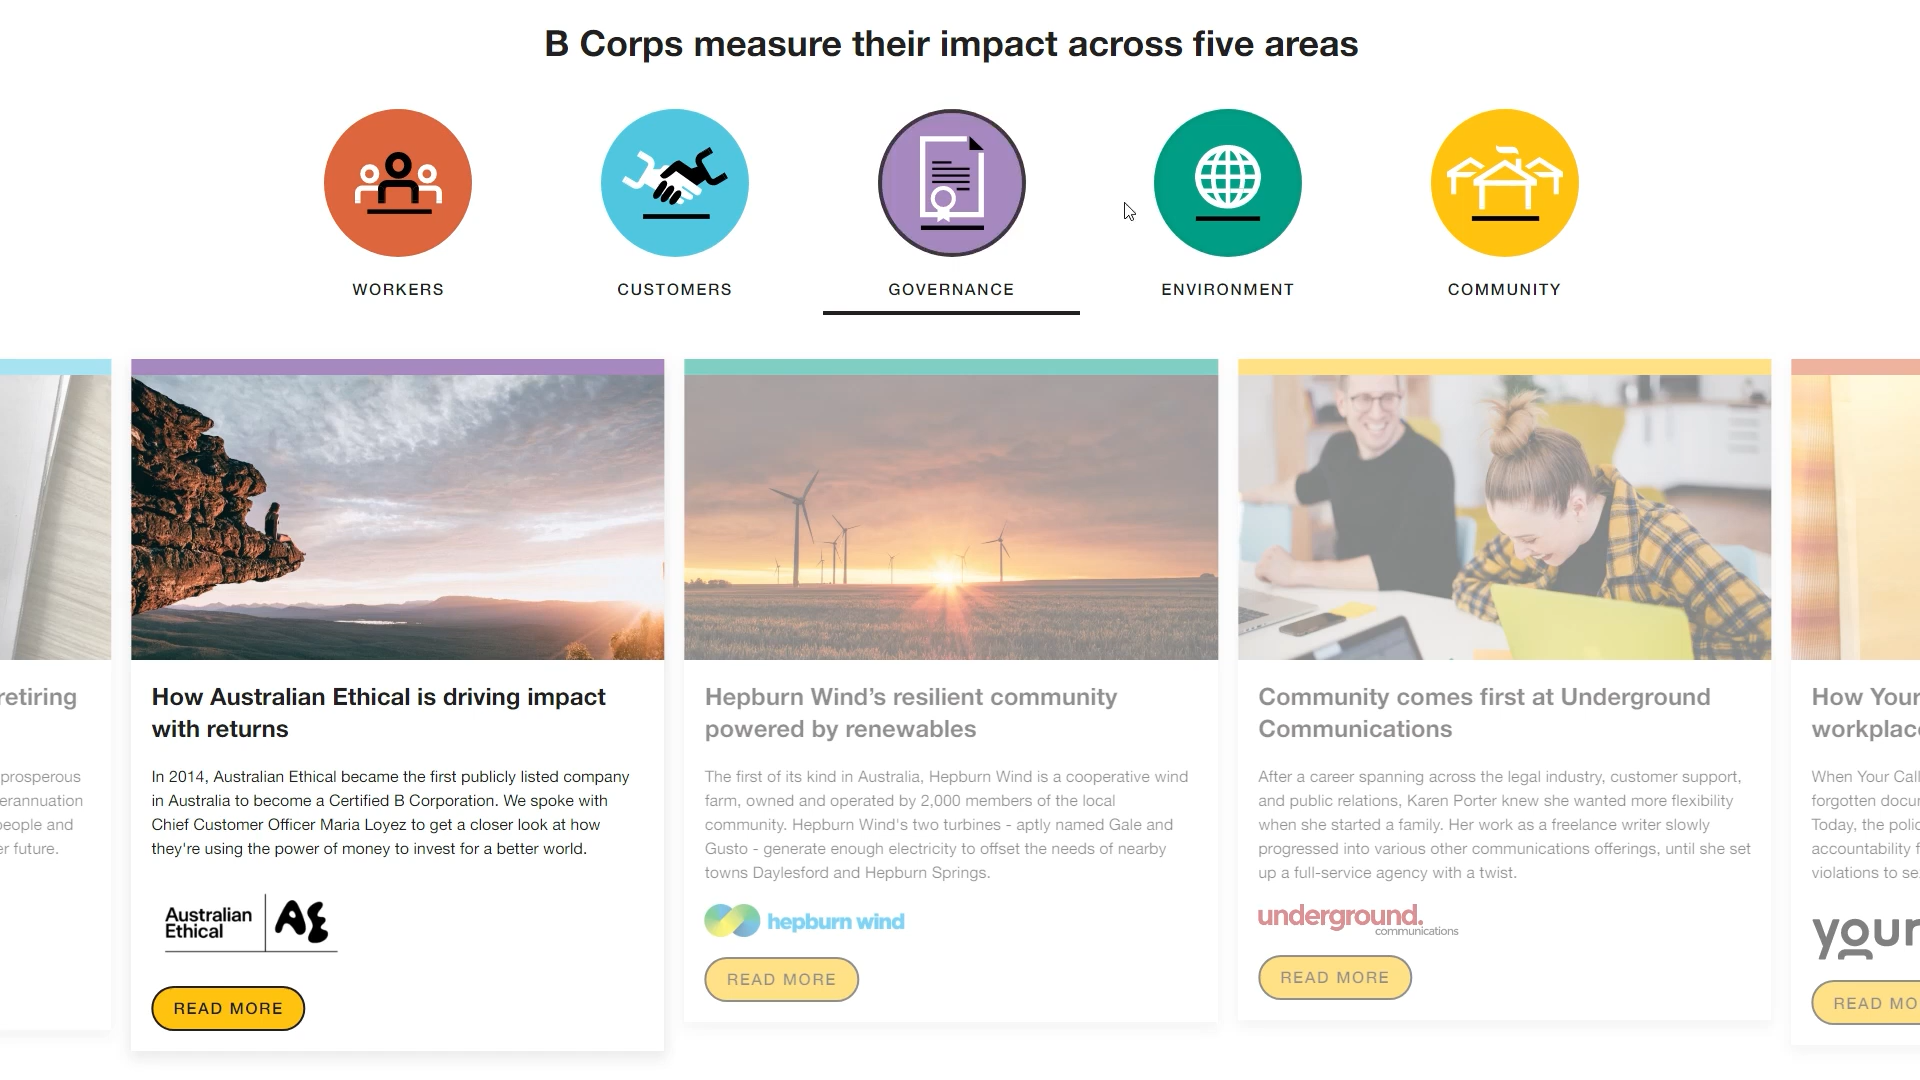 B Corps measure their impact across five areas
WORKERS
CUSTOMERS
GOVERNANCE
ENVIRONMENT
COMMUNITY
retiring
prosperous
erannuation
people and
er future.
How Australian Ethical is driving impact
with returns
In 2014, Australian Ethical became the first publicly listed company
in Australia to become a Certified B Corporation. We spoke with
Chief Customer Officer Maria Loyez to get a closer look at how
they're using the power of money to invest for a better world.
Australian
Ethical
AE
READ MORE
Hepburn Wind’s resilient community
powered by renewables
The first of its kind in Australia, Hepburn Wind is a cooperative wind
farm, owned and operated by 2,000 members of the local
community. Hepburn Wind's two turbines - aptly named Gale and
Gusto - generate enough electricity to offset the needs of nearby
towns Daylesford and Hepburn Springs.
hepburn wind
READ MORE
Community comes first at Underground
Communications
After a career spanning across the legal industry, customer support,
and public relations, Karen Porter knew she wanted more flexibility
when she started a family. Her work as a freelance writer slowly
progressed into various other communications offerings, until she set
up a full-service agency with a twist.
underground.
communications
READ MORE
How Your
workplac
When Your Call
forgotten docu
Today, the polic
accountability f
violations to se
your
READ MO